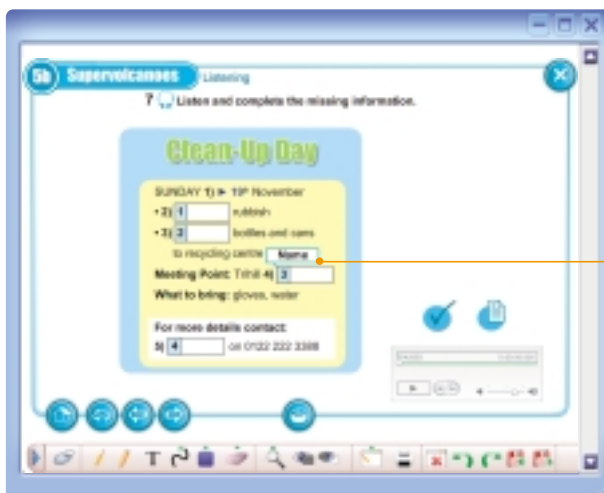 5b Supervolcanoes Listening
7 Listen and complete the missing information.
Clean-Up Day
SUNDAY 1) ► 19th November
• 2) 1 rubbish
• 3) 2 bottles and cans
to recycling centre Name
Meeting Point: Tirhill 4) 3
What to bring: gloves, water
For more details contact:
5) 4 on 0122 222 3388
T